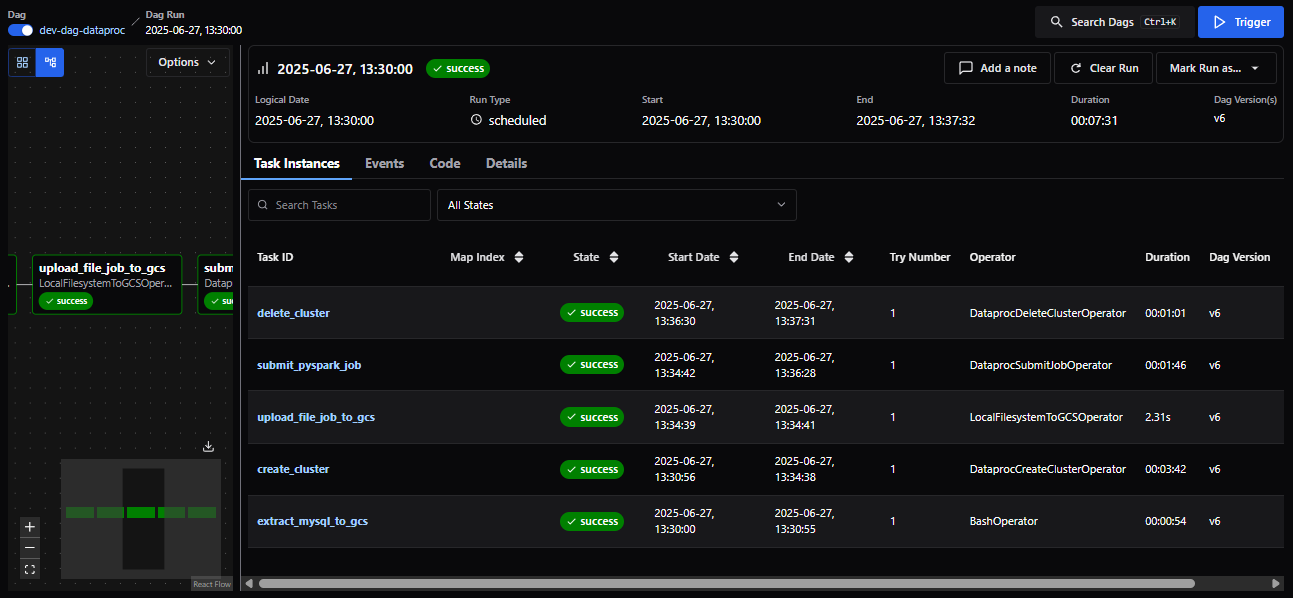 Dag
dev-dag-dataproc
Dag Run
2025-06-27, 13:30:00
Search Dags Ctrl+K
Trigger
Options
upload_file_job_to_gcs
LocalFilesystemToGCSOper...
success
subm
Datap
su
React Flow
2025-06-27, 13:30:00 success
Add a note
Clear Run
Mark Run as...
Logical Date Run Type Start End Duration Dag Version(s)
2025-06-27, 13:30:00 scheduled 2025-06-27, 13:30:00 2025-06-27, 13:37:32 00:07:31 v6
Task Instances Events Code Details
Search Tasks All States
Task ID Map Index State Start Date End Date Try Number Operator Duration Dag Version
delete_cluster success 2025-06-27, 13:36:30 2025-06-27, 13:37:31 1 DataprocDeleteClusterOperator 00:01:01 v6
submit_pyspark_job success 2025-06-27, 13:34:42 2025-06-27, 13:36:28 1 DataprocSubmitJobOperator 00:01:46 v6
upload_file_job_to_gcs success 2025-06-27, 13:34:39 2025-06-27, 13:34:41 1 LocalFilesystemToGCSOperator 2.31s v6
create_cluster success 2025-06-27, 13:30:56 2025-06-27, 13:34:38 1 DataprocCreateClusterOperator 00:03:42 v6
extract_mysql_to_gcs success 2025-06-27, 13:30:00 2025-06-27, 13:30:55 1 BashOperator 00:00:54 v6